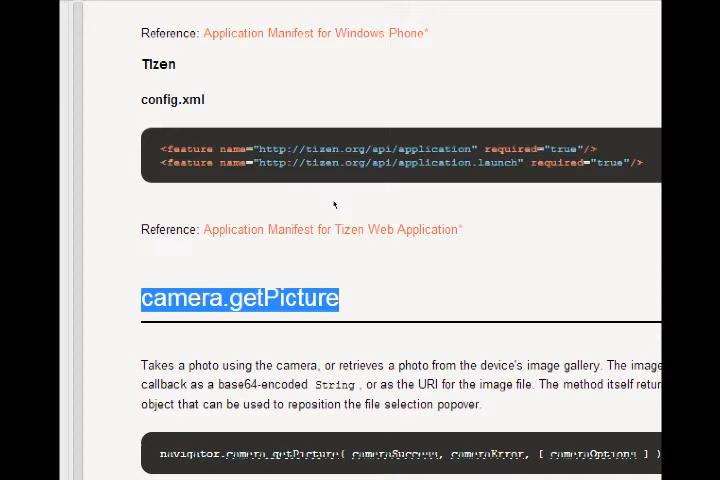 Reference: Application Manifest for Windows Phone*
Tizen
config.xml
<feature name="http://tizen.org/api/application" required="true"/>
<feature name="http://tizen.org/api/application.launch" required="true"/>
Reference: Application Manifest for Tizen Web Application*
camera.getPicture
Takes a photo using the camera, or retrieves a photo from the device's image gallery. The image
callback as a base64-encoded String , or as the URI for the image file. The method itself retur
object that can be used to reposition the file selection popover.
navigator.camera.getPicture( cameraSuccess, cameraError, [ cameraOptions ] )